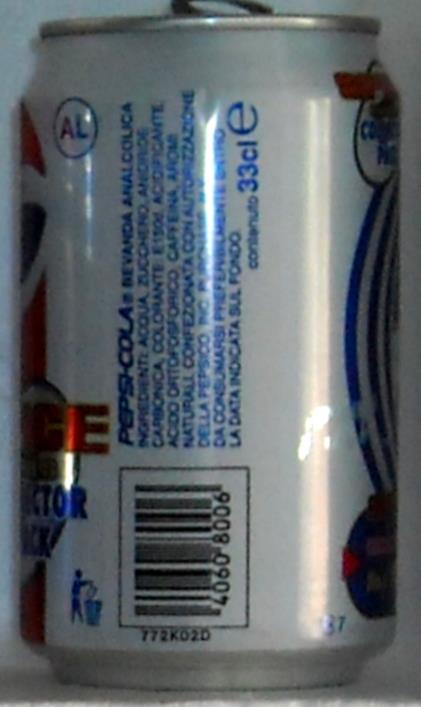 AL
PEPSI-COLA® BEVANDA ANALCOLICA
INGREDIENTI: ACQUA, ZUCCHERO, ANIDRIDE
CARBONICA, COLORANTE: E150d, ACIDIFICANTE:
ACIDO ORTOFOSFORICO, CAFFEINA, AROMI
NATURALI. CONFEZIONATA CON AUTORIZZAZIONE
DELLA PEPSICO, INC.
DA CONSUMARSI PREFERIBILMENTE ENTRO
LA DATA INDICATA SUL FONDO.
contenuto 33cl e
4060 8006
772K02D